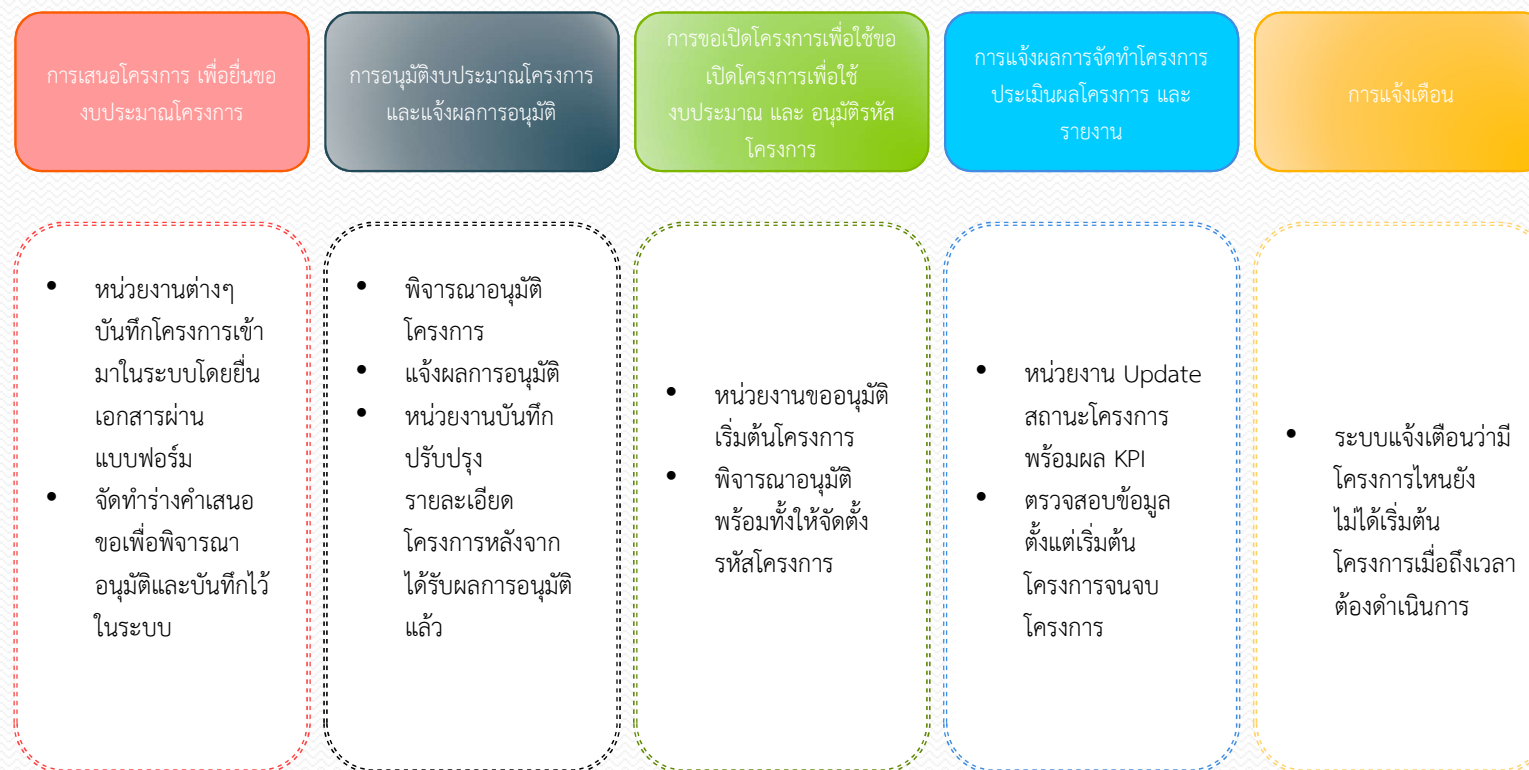 การเสนอโครงการ เพื่อยื่นขอ
งบประมาณโครงการ
การอนุมัติงบประมาณโครงการ
และแจ้งผลการอนุมัติ
การขอเปิดโครงการเพื่อใช้ขอ
เปิดโครงการเพื่อใช้
งบประมาณ และ อนุมัติรหัส
โครงการ
การแจ้งผลการจัดทำโครงการ
ประเมินผลโครงการ และ
รายงาน
การแจ้งเตือน
• หน่วยงานต่างๆ
บันทึกโครงการเข้า
มาในระบบโดยยื่น
เอกสารผ่าน
แบบฟอร์ม
• จัดทำร่างคำเสนอ
ขอเพื่อพิจารณา
อนุมัติและบันทึกไว้
ในระบบ
• พิจารณาอนุมัติ
โครงการ
• แจ้งผลการอนุมัติ
• หน่วยงานบันทึก
ปรับปรุง
รายละเอียด
โครงการหลังจาก
ได้รับผลการอนุมัติ
แล้ว
• หน่วยงานขออนุมัติ
เริ่มต้นโครงการ
• พิจารณาอนุมัติ
พร้อมทั้งให้จัดตั้ง
รหัสโครงการ
• หน่วยงาน Update
สถานะโครงการ
พร้อมผล KPI
• ตรวจสอบข้อมูล
ตั้งแต่เริ่มต้น
โครงการจนจบ
โครงการ
• ระบบแจ้งเตือนว่ามี
โครงการไหนยัง
ไม่ได้เริ่มต้น
โครงการเมื่อถึงเวลา
ต้องดำเนินการ